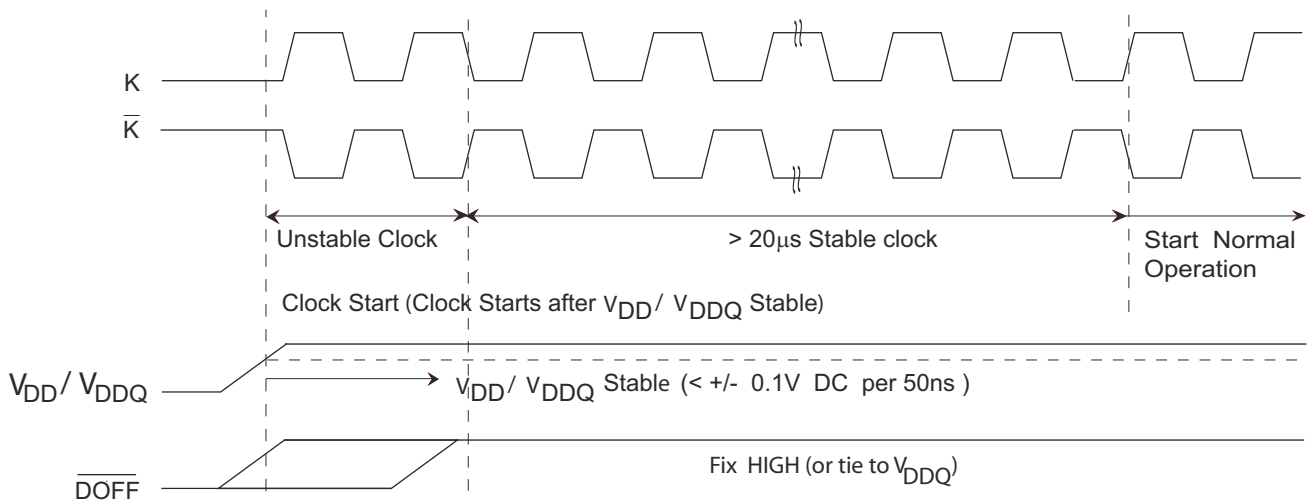 K
K̅
Unstable Clock
> 20μs Stable clock
Start Normal
Operation
Clock Start (Clock Starts after VDD / VDDQ Stable)
VDD / VDDQ
VDD / VDDQ Stable (< +/- 0.1V DC per 50ns )
DOFF
Fix HIGH (or tie to VDDQ)